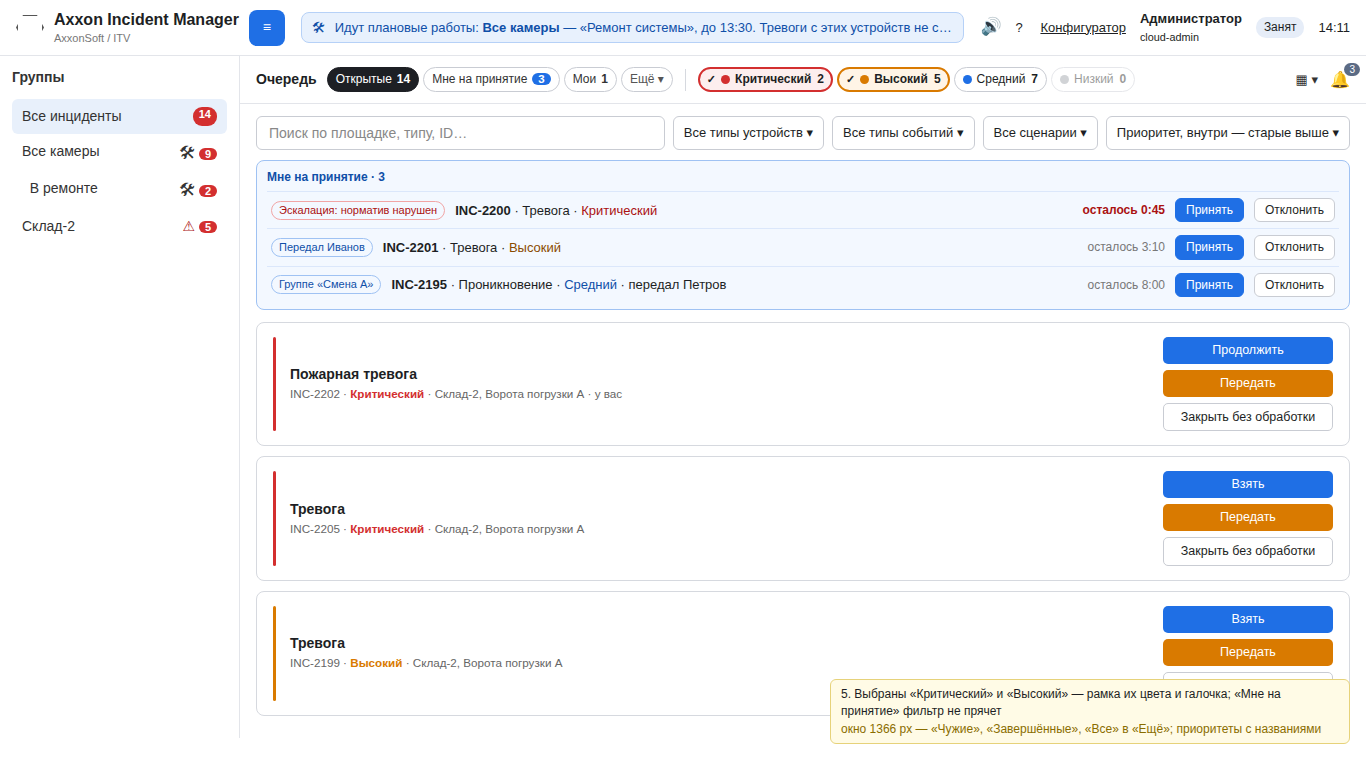 Axxon Incident Manager
AxxonSoft / ITV
≡
🛠 Идут плановые работы: Все камеры — «Ремонт системы», до 13:30. Тревоги с этих устройств не с…
?
Конфигуратор
Администратор
cloud-admin
Занят
14:11
Группы
Все инциденты 14
Все камеры 🛠 9
В ремонте 🛠 2
Склад-2 ⚠ 5
Очередь Открытые 14 Мне на принятие 3 Мои 1 Ещё ▾ ✓ Критический 2 ✓ Высокий 5 Средний 7 Низкий 0 ▦ ▾ 3
Поиск по площадке, типу, ID… Все типы устройств ▾ Все типы событий ▾ Все сценарии ▾ Приоритет, внутри — старые выше ▾
Мне на принятие · 3
Эскалация: норматив нарушен INC-2200 · Тревога · Критический осталось 0:45 Принять Отклонить
Передал Иванов INC-2201 · Тревога · Высокий осталось 3:10 Принять Отклонить
Группе «Смена А» INC-2195 · Проникновение · Средний · передал Петров осталось 8:00 Принять Отклонить
Пожарная тревога
INC-2202 · Критический · Склад-2, Ворота погрузки А · у вас
Продолжить
Передать
Закрыть без обработки
Тревога
INC-2205 · Критический · Склад-2, Ворота погрузки А
Взять
Передать
Закрыть без обработки
Тревога
INC-2199 · Высокий · Склад-2, Ворота погрузки А
Взять
Передать
5. Выбраны «Критический» и «Высокий» — рамка их цвета и галочка; «Мне на
принятие» фильтр не прячет
окно 1366 px — «Чужие», «Завершённые», «Все» в «Ещё»; приоритеты с названиями